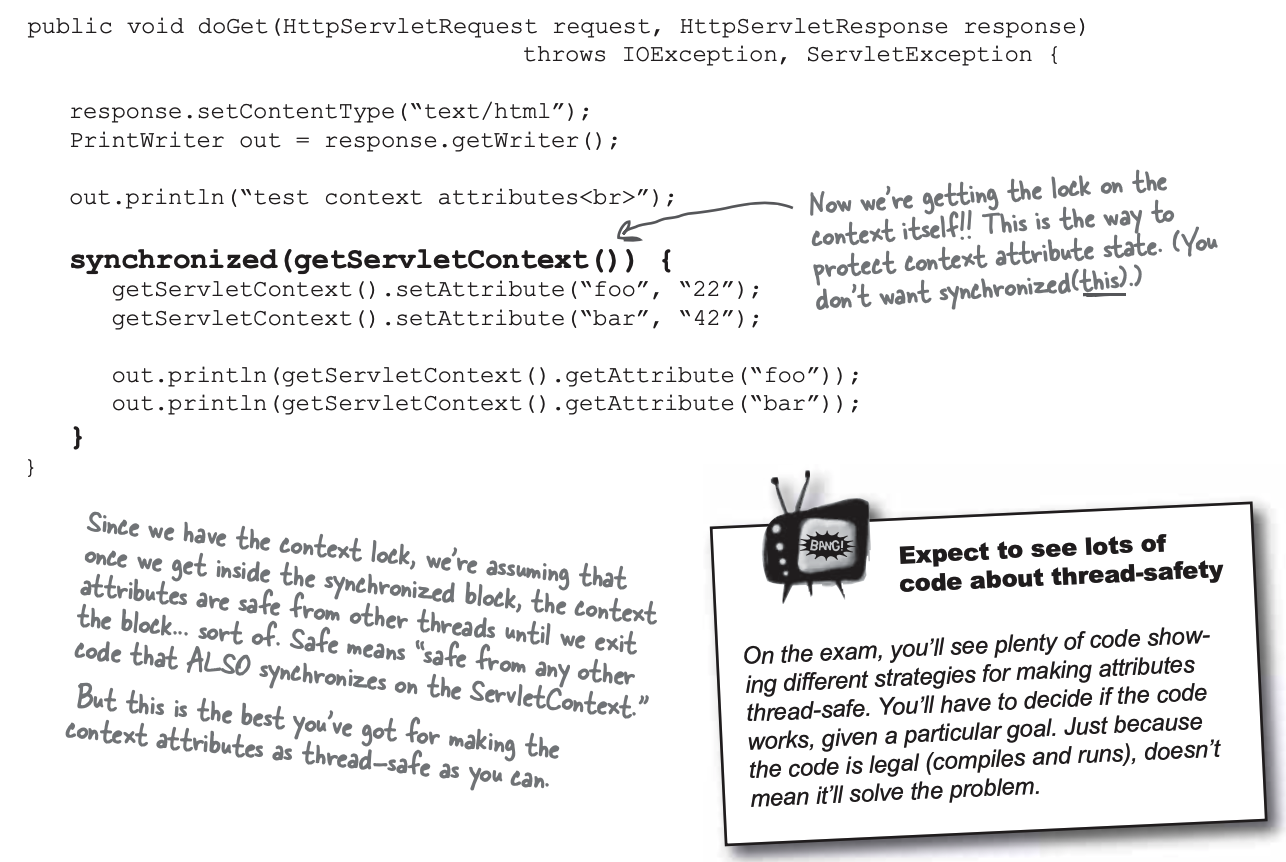 public void doGet(HttpServletRequest request, HttpServletResponse response)
throws IOException, ServletException {
response.setContentType(“text/html”);
PrintWriter out = response.getWriter();
out.println(“test context attributes<br>”);
synchronized(getServletContext()) {
getServletContext().setAttribute(“foo”, “22”);
getServletContext().setAttribute(“bar”, “42”);
out.println(getServletContext().getAttribute(“foo”));
out.println(getServletContext().getAttribute(“bar”));
}
}
Now we’re getting the lock on the
context itself!! This is the way to
protect context attribute state. (You
don’t want synchronized(this).)
Since we have the context lock, we’re assuming that
once we get inside the synchronized block, the context
attributes are safe from other threads until we exit
the block... sort of. Safe means “safe from any other
code that ALSO synchronizes on the ServletContext.”
But this is the best you’ve got for making the
context attributes as thread-safe as you can.
BANG!
Expect to see lots of
code about thread-safety
On the exam, you’ll see plenty of code show-
ing different strategies for making attributes
thread-safe. You’ll have to decide if the code
works, given a particular goal. Just because
the code is legal (compiles and runs), doesn’t
mean it’ll solve the problem.